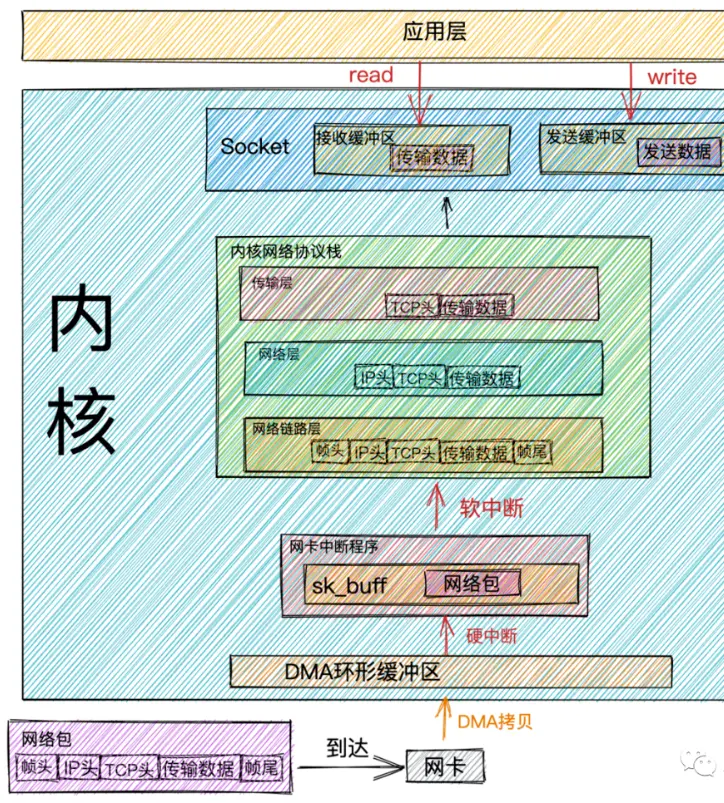 应用层
read
write
Socket
接收缓冲区
传输数据
发送缓冲区
发送数据
内核网络协议栈
传输层
TCP头 传输数据
网络层
IP头 TCP头 传输数据
网络链路层
帧头 IP头 TCP头 传输数据 帧尾
内
核
软中断
网卡中断程序
sk_buff
网络包
硬中断
DMA环形缓冲区
DMA拷贝
网络包
帧头 IP头 TCP头 传输数据 帧尾
到达
网卡